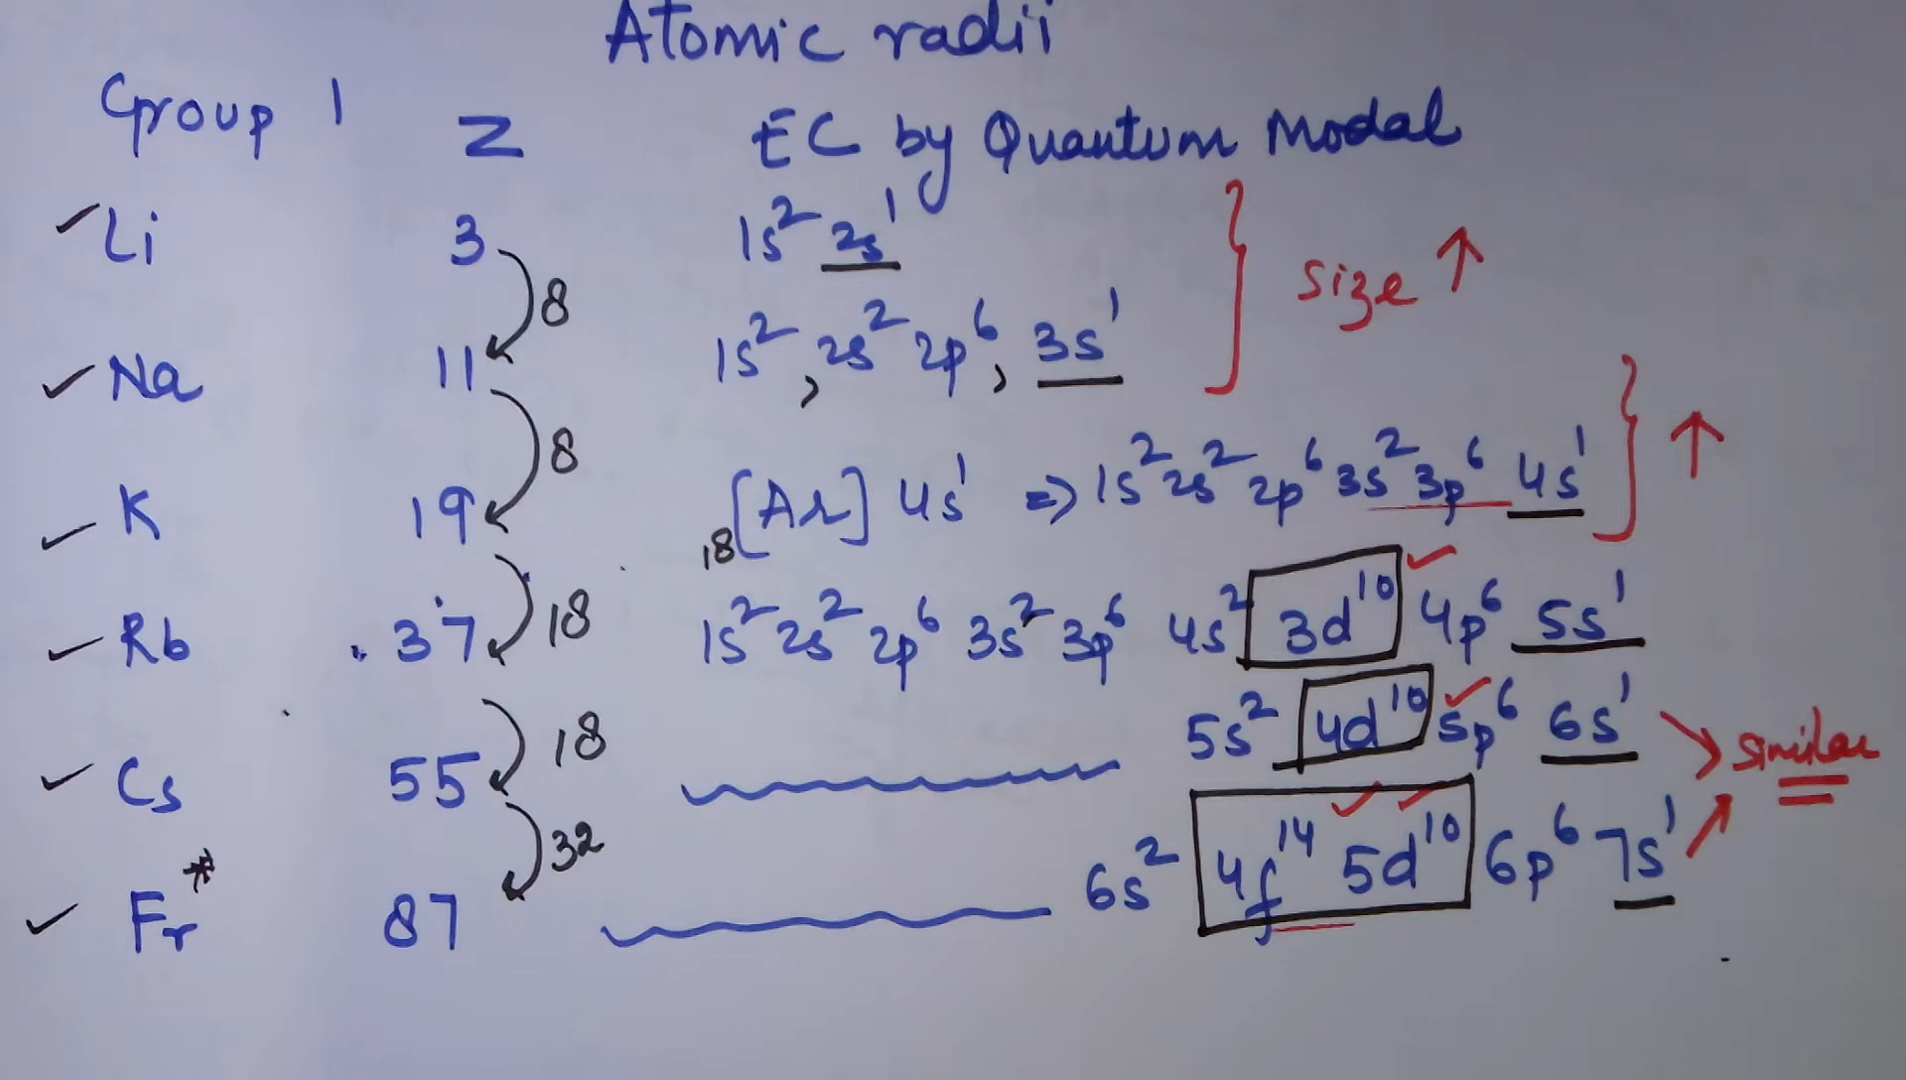 Atomic radii
Group 1 Z EC by Quantum Modal
Li 3 1s² 2s¹
8 size ↑
Na 11 1s², 2s² 2p⁶, 3s¹
8 ↑
K 19 ₁₈[Ar] 4s¹ => 1s² 2s² 2p⁶ 3s² 3p⁶ 4s¹
18
Rb 37 1s² 2s² 2p⁶ 3s² 3p⁶ 4s² 3d¹⁰ 4p⁶ 5s¹
18
Cs 55 5s² 4d¹⁰ 5p⁶ 6s¹ similar
32
Fr* 87 6s² 4f¹⁴ 5d¹⁰ 6p⁶ 7s¹